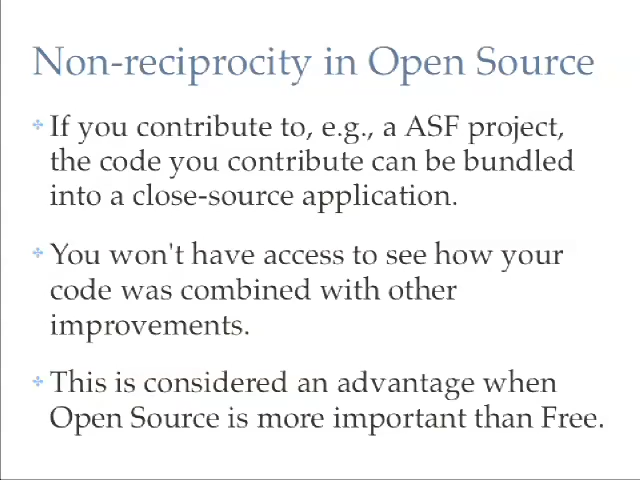 Non-reciprocity in Open Source
If you contribute to, e.g., a ASF project,
the code you contribute can be bundled
into a close-source application.
You won't have access to see how your
code was combined with other
improvements.
This is considered an advantage when
Open Source is more important than Free.